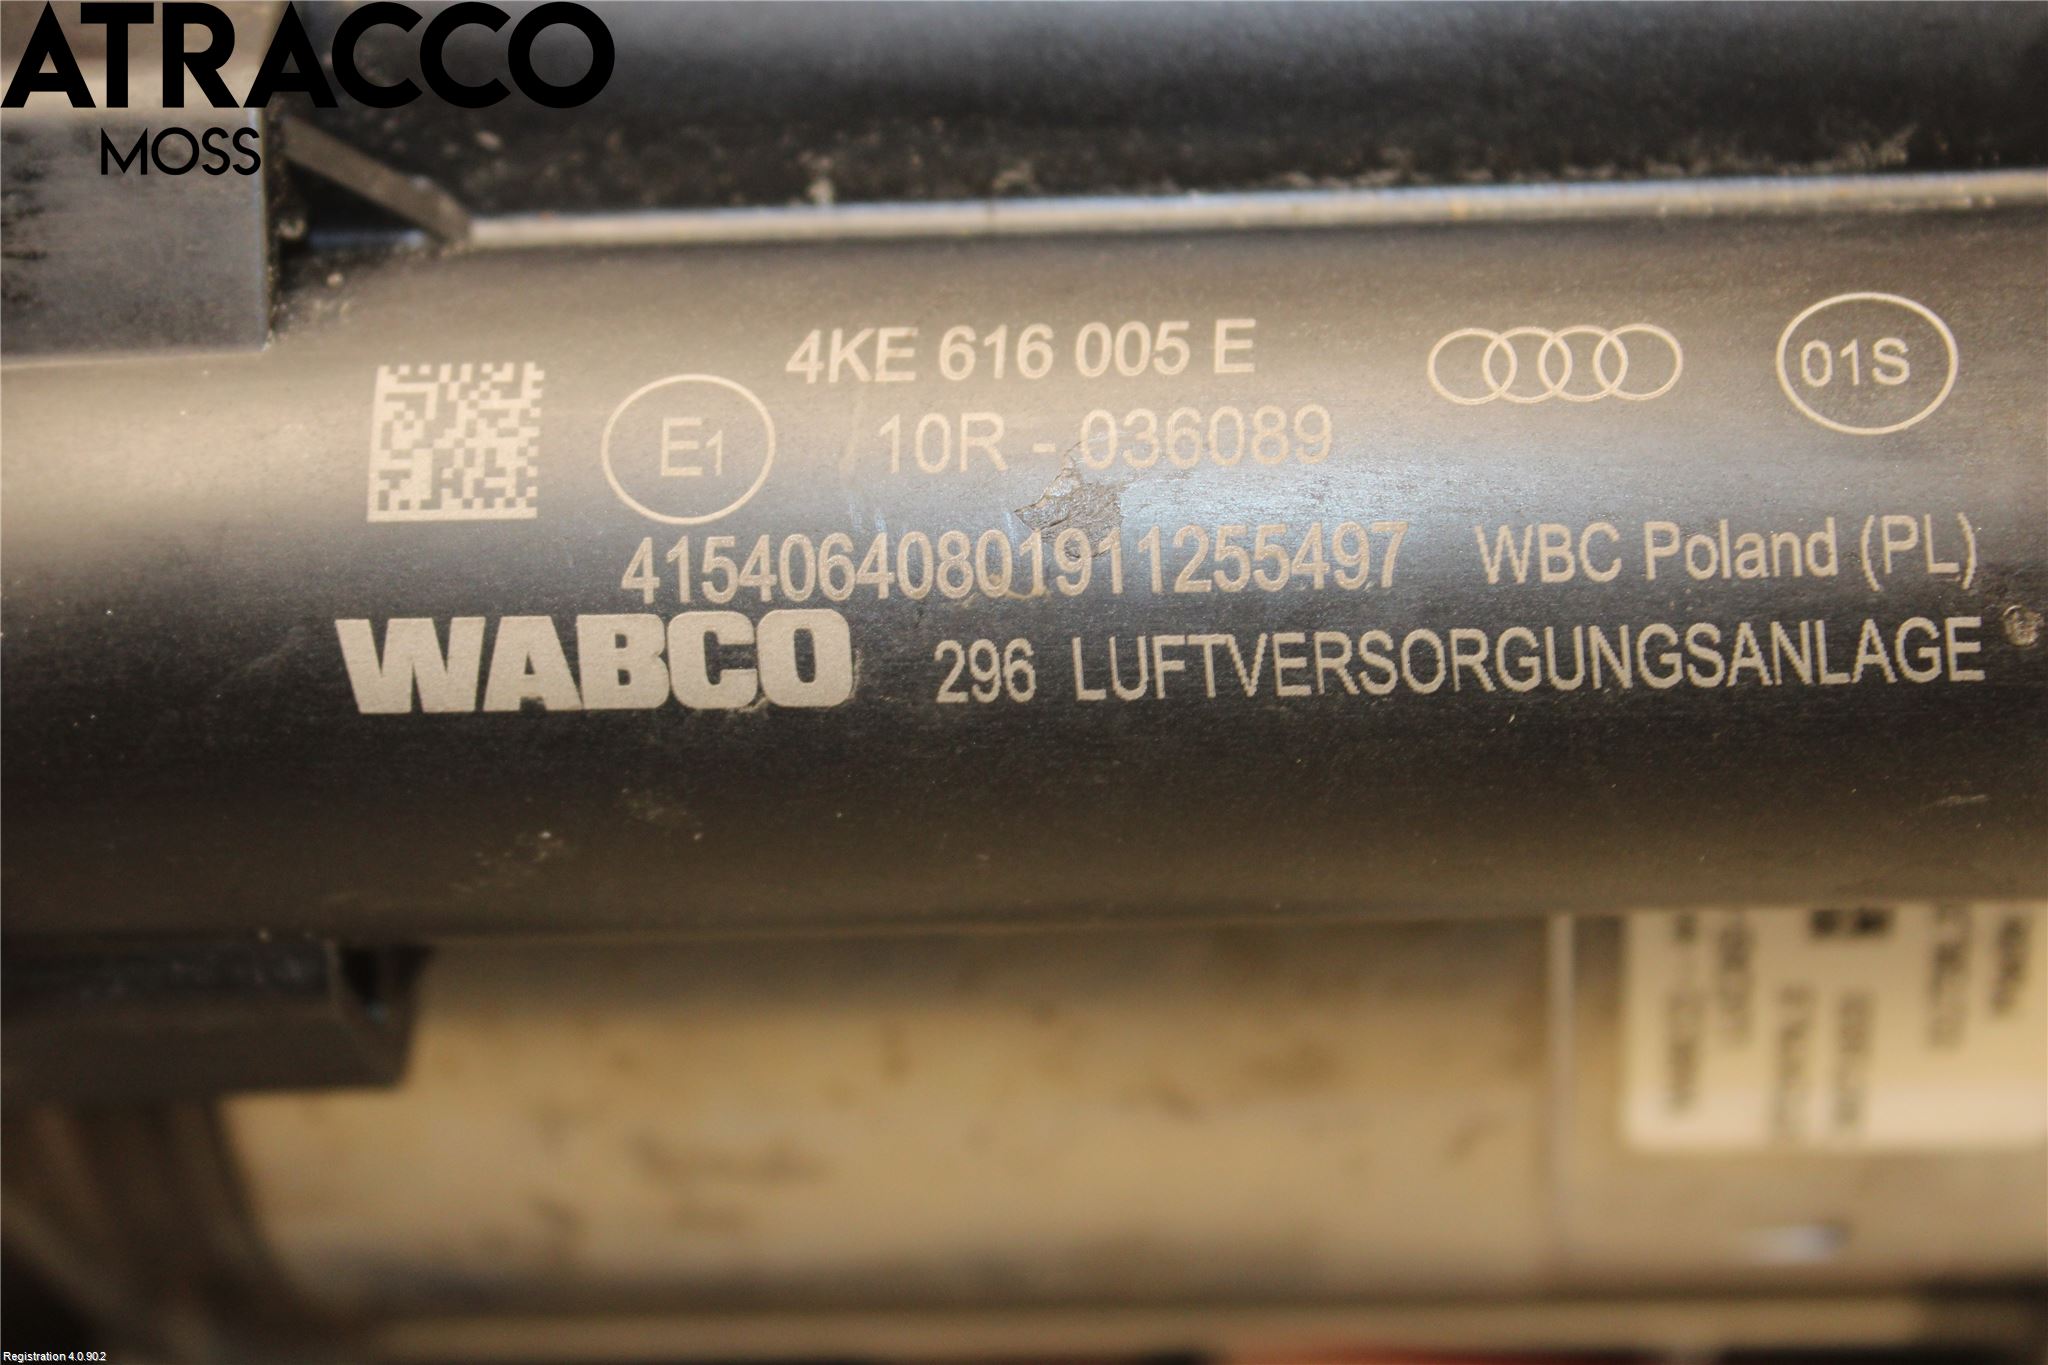 ATRACCO
MOSS
4KE 616 005 E
01S
E1
10R - 036089
41540640801911255497 WBC Poland (PL)
WABCO 296 LUFTVERSORGUNGSANLAGE
Registration 4.0.90.2